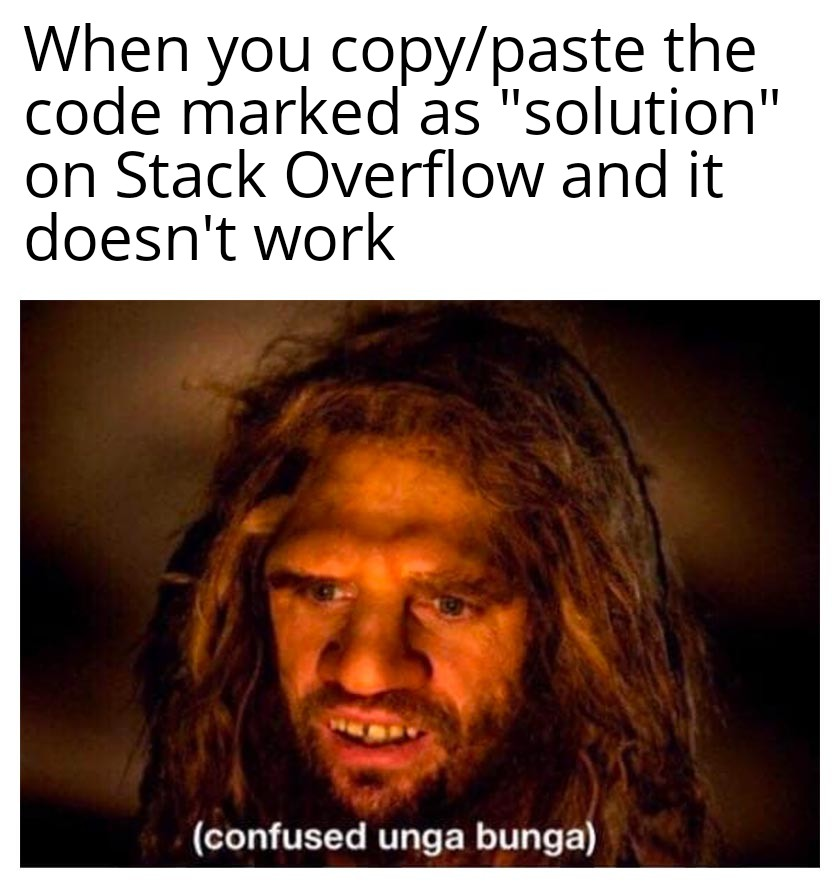 When you copy/paste the
code marked as "solution"
on Stack Overflow and it
doesn't work
(confused unga bunga)